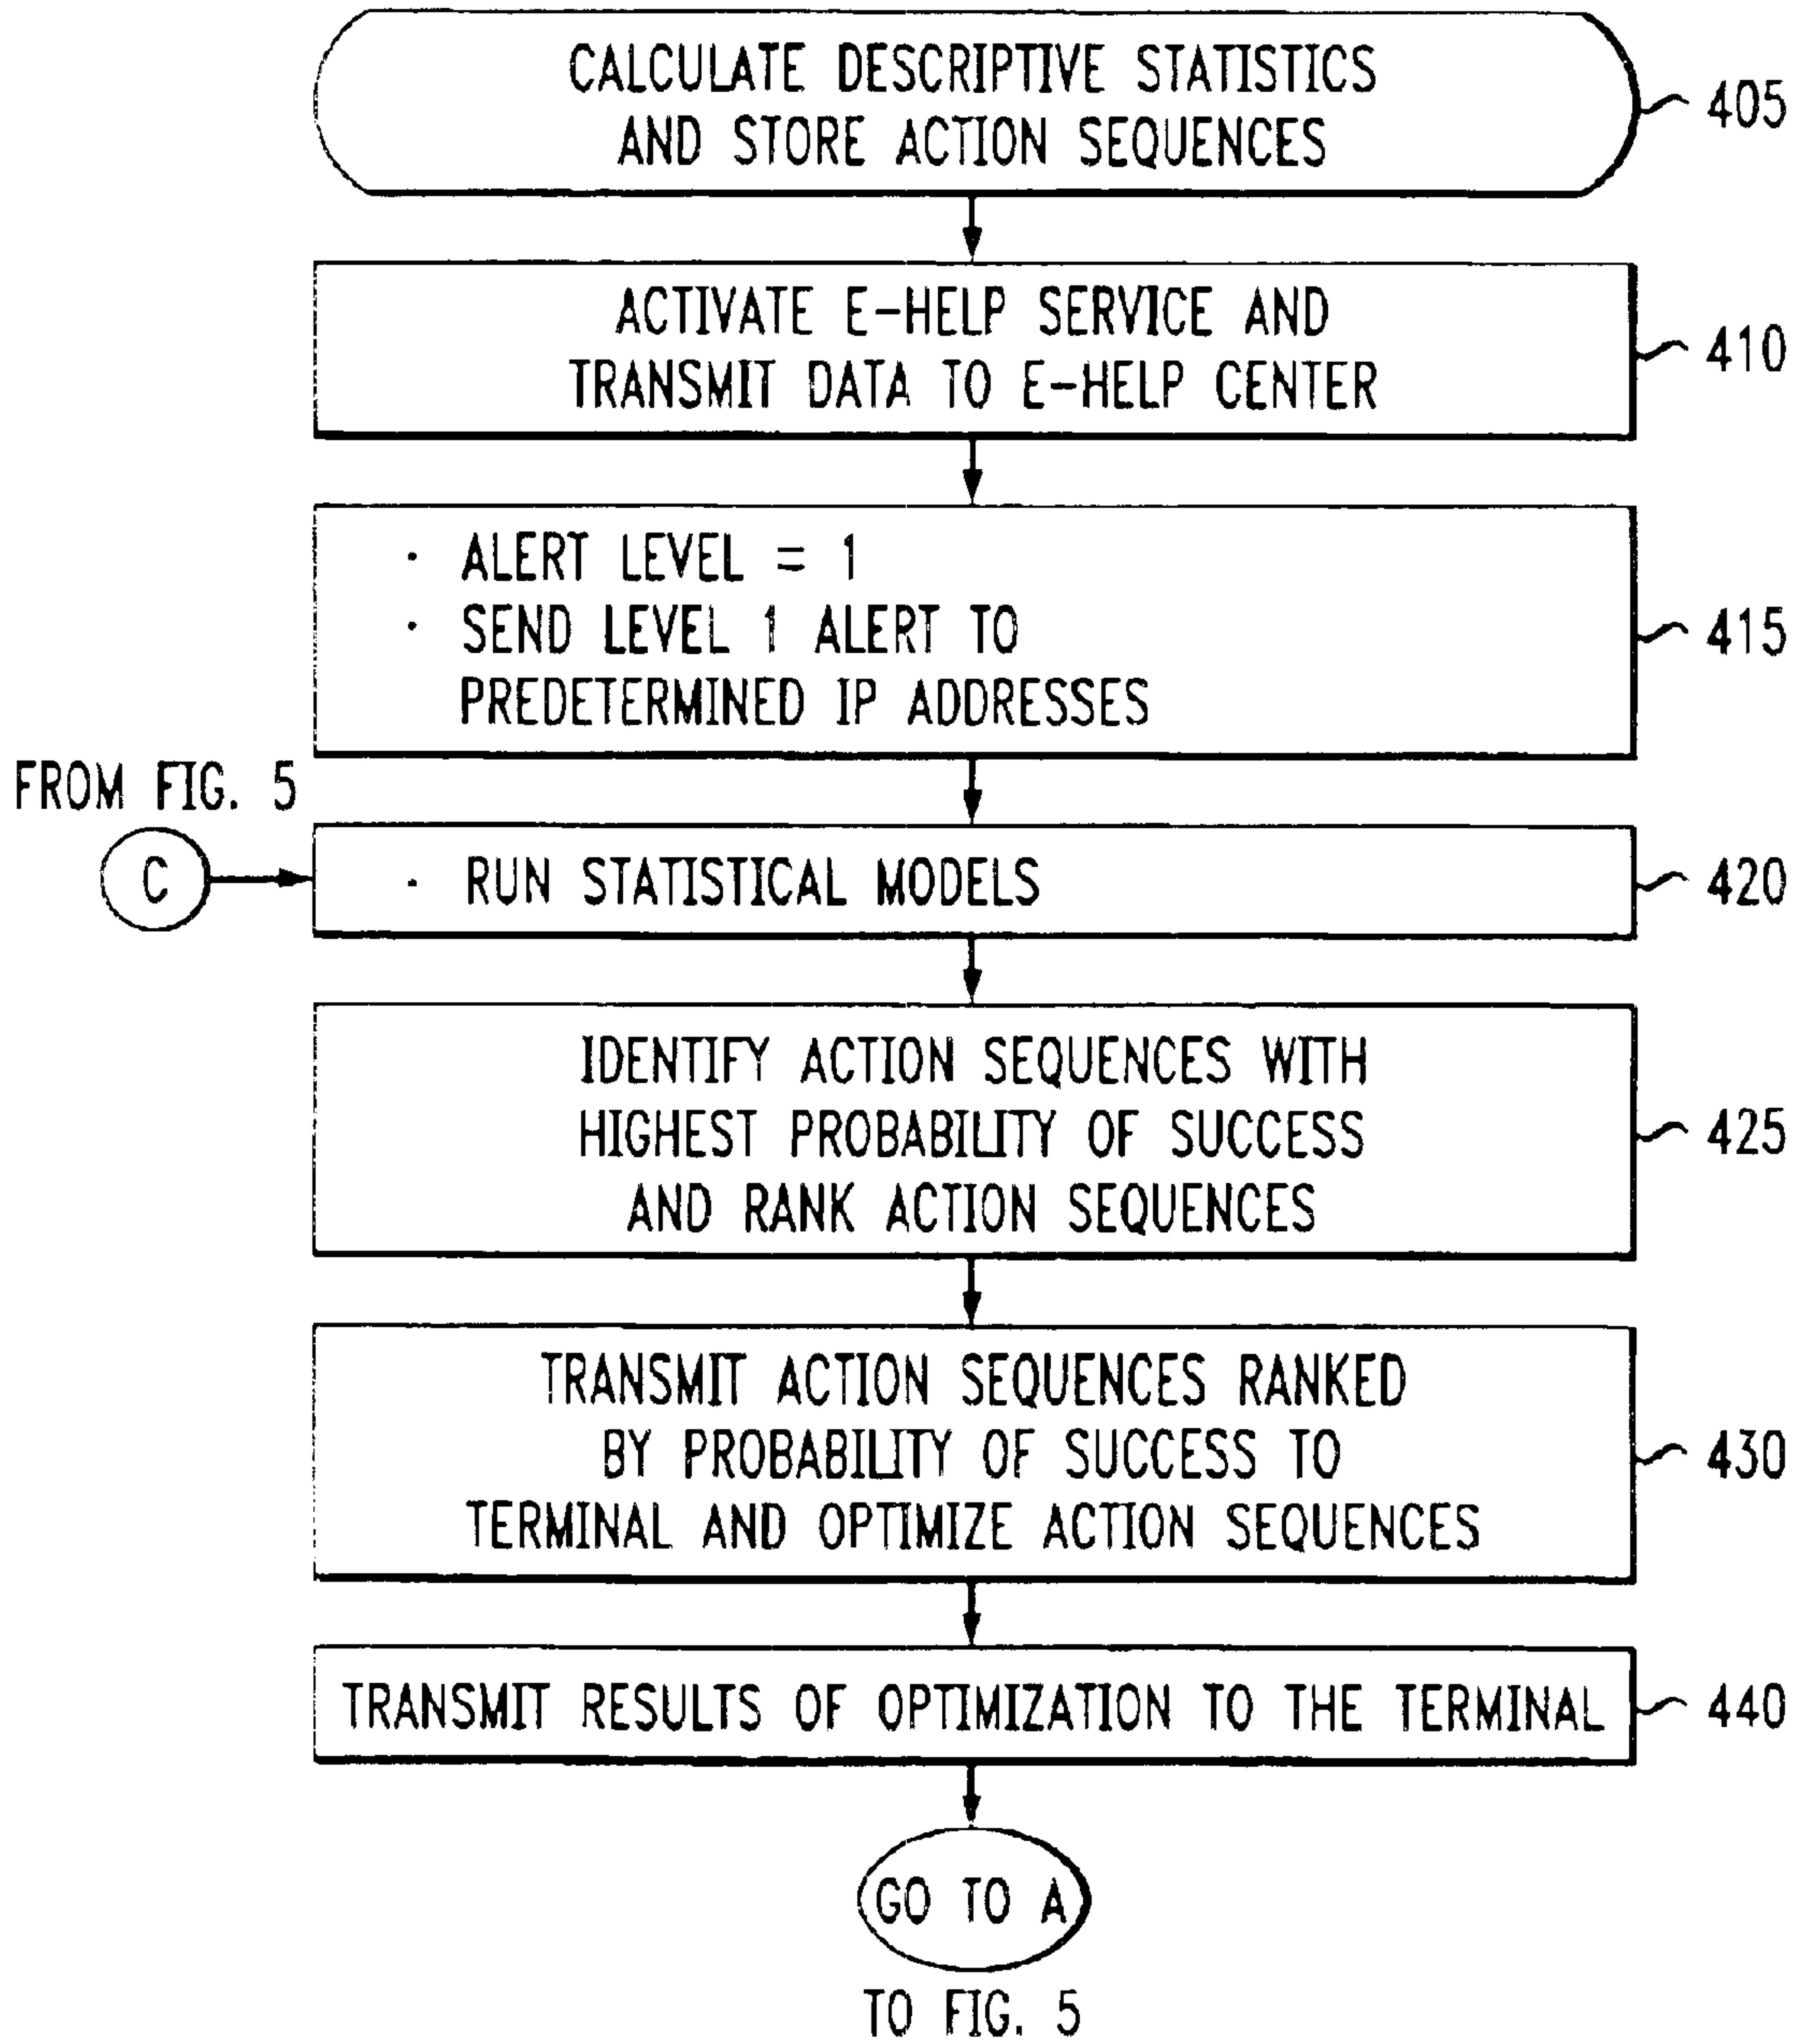 CALCULATE DESCRIPTIVE STATISTICS
AND STORE ACTION SEQUENCES
405
ACTIVATE E-HELP SERVICE AND
TRANSMIT DATA TO E-HELP CENTER
410
· ALERT LEVEL = 1
· SEND LEVEL 1 ALERT TO
PREDETERMINED IP ADDRESSES
415
FROM FIG. 5
C
· RUN STATISTICAL MODELS
420
IDENTIFY ACTION SEQUENCES WITH
HIGHEST PROBABILITY OF SUCCESS
AND RANK ACTION SEQUENCES
425
TRANSMIT ACTION SEQUENCES RANKED
BY PROBABILITY OF SUCCESS TO
TERMINAL AND OPTIMIZE ACTION SEQUENCES
430
TRANSMIT RESULTS OF OPTIMIZATION TO THE TERMINAL
440
GO TO A
TO FIG. 5